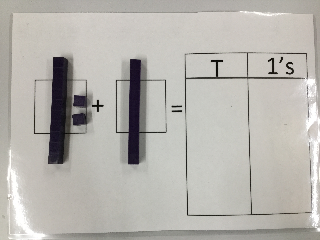 + =
T 1's